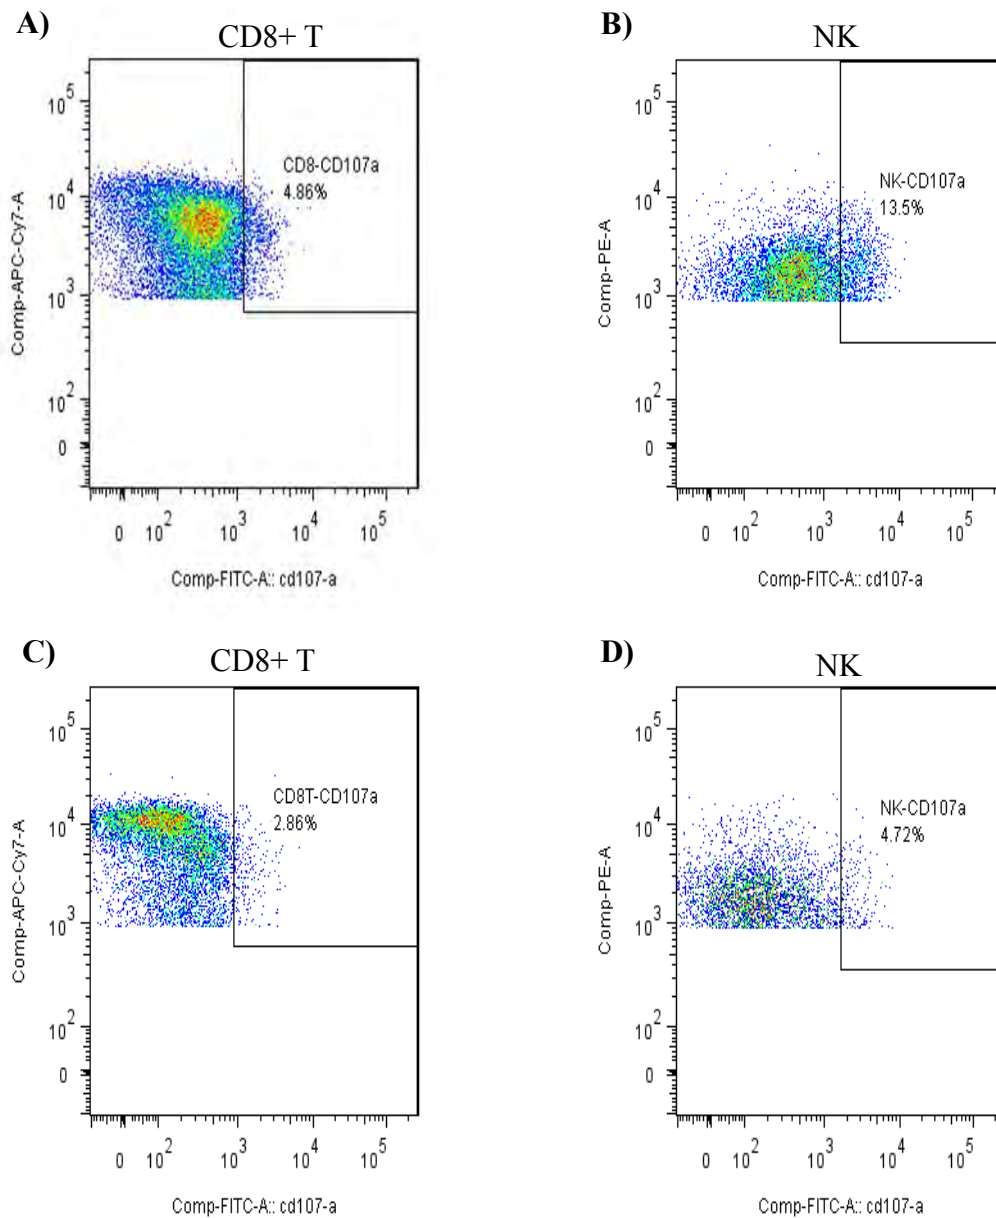 A)
CD8+ T
10^5
10^4
10^3
10^2
0
Comp-APC-Cy7-A
CD8-CD107a
4.86%
0 10^2 10^3 10^4 10^5
Comp-FITC-A:: cd107-a
B)
NK
10^5
10^4
10^3
10^2
0
Comp-PE-A
NK-CD107a
13.5%
0 10^2 10^3 10^4 10^5
Comp-FITC-A:: cd107-a
C)
CD8+ T
10^5
10^4
10^3
10^2
0
Comp-APC-Cy7-A
CD8T-CD107a
2.86%
0 10^2 10^3 10^4 10^5
Comp-FITC-A:: cd107-a
D)
NK
10^5
10^4
10^3
10^2
0
Comp-PE-A
NK-CD107a
4.72%
0 10^2 10^3 10^4 10^5
Comp-FITC-A:: cd107-a